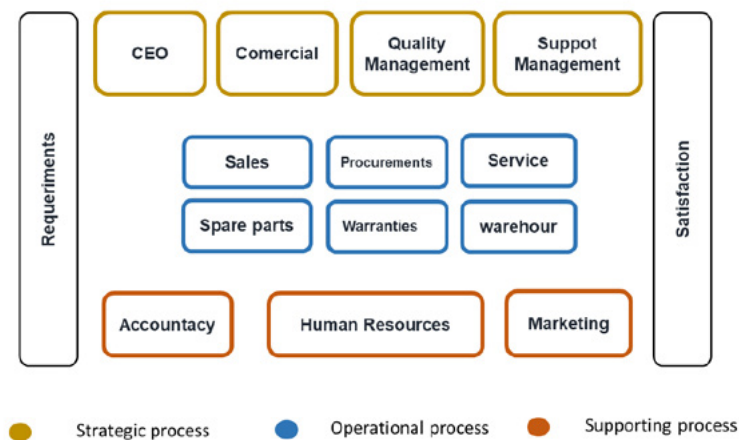 CEO
Comercial
Quality
Management
Suppot
Management
Requeriments
Sales
Procurements
Service
Satisfaction
Spare parts
Warranties
warehour
Accountacy
Human Resources
Marketing
Strategic process
Operational process
Supporting process